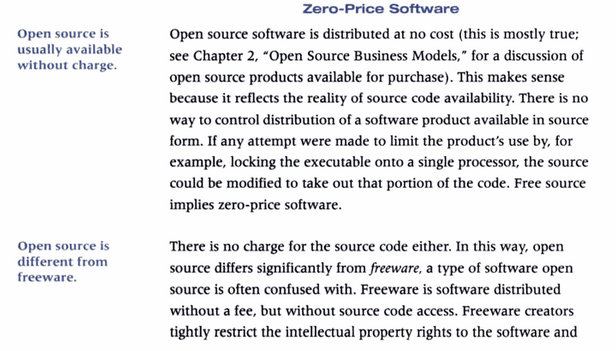 Zero-Price Software
Open source is
usually available
without charge.
Open source software is distributed at no cost (this is mostly true;
see Chapter 2, “Open Source Business Models,” for a discussion of
open source products available for purchase). This makes sense
because it reflects the reality of source code availability. There is no
way to control distribution of a software product available in source
form. If any attempt were made to limit the product’s use by, for
example, locking the executable onto a single processor, the source
could be modified to take out that portion of the code. Free source
implies zero-price software.
Open source is
different from
freeware.
There is no charge for the source code either. In this way, open
source differs significantly from freeware, a type of software open
source is often confused with. Freeware is software distributed
without a fee, but without source code access. Freeware creators
tightly restrict the intellectual property rights to the software and